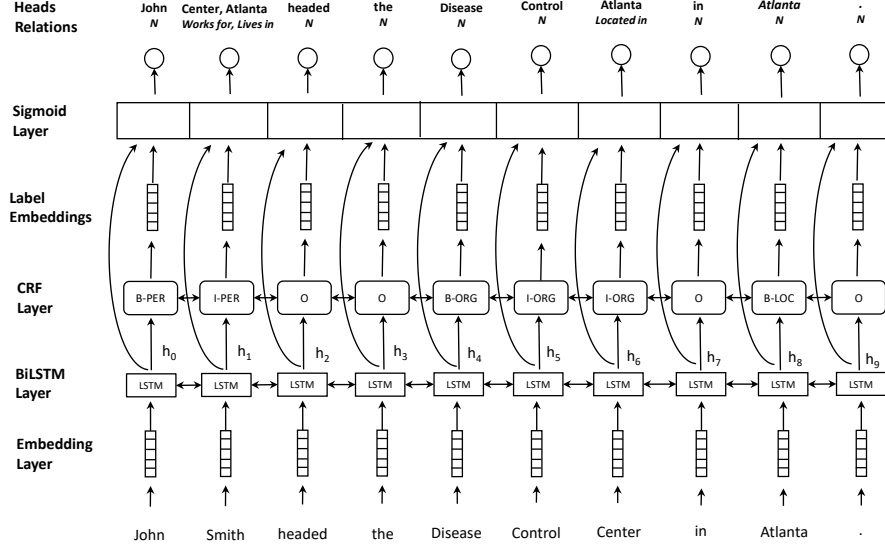 Heads John Center, Atlanta headed the Disease Control Atlanta in Atlanta .
Relations N Works for, Lives in N N N N Located in N N N
Sigmoid
Layer
Label
Embeddings
CRF
Layer
B-PER I-PER O O B-ORG I-ORG I-ORG O B-LOC O
h0 h1 h2 h3 h4 h5 h6 h7 h8 h9
BiLSTM
Layer
LSTM LSTM LSTM LSTM LSTM LSTM LSTM LSTM LSTM LSTM
Embedding
Layer
John Smith headed the Disease Control Center in Atlanta .